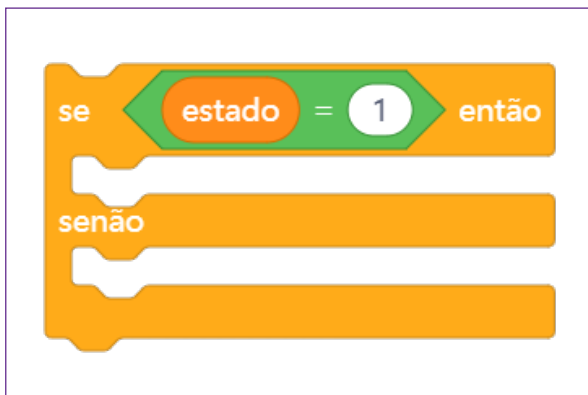 se estado = 1 então
senão